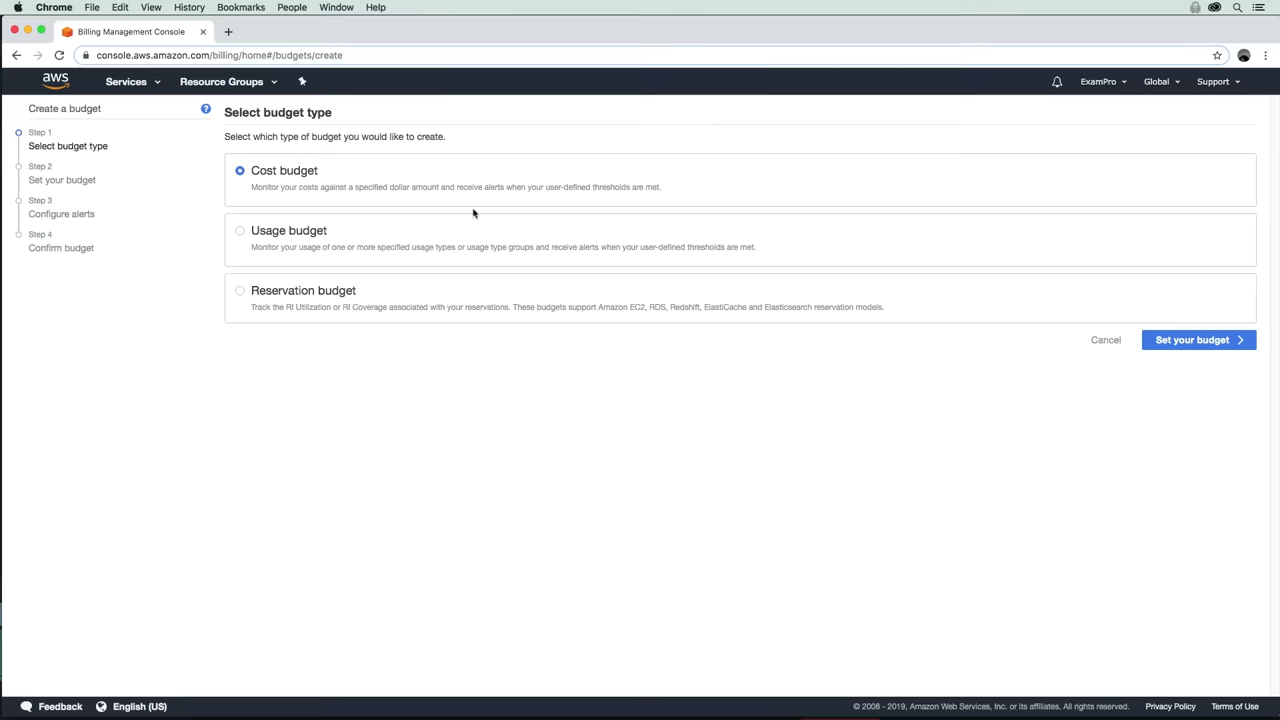 Chrome File Edit View History Bookmarks People Window Help
Billing Management Console
console.aws.amazon.com/billing/home#/budgets/create
aws Services Resource Groups ExamPro Global Support
Create a budget
Step 1
Select budget type
Step 2
Set your budget
Step 3
Configure alerts
Step 4
Confirm budget
Select budget type
Select which type of budget you would like to create.
Cost budget
Monitor your costs against a specified dollar amount and receive alerts when your user-defined thresholds are met.
Usage budget
Monitor your usage of one or more specified usage types or usage type groups and receive alerts when your user-defined thresholds are met.
Reservation budget
Track the RI Utilization or RI Coverage associated with your reservations. These budgets support Amazon EC2, RDS, Redshift, ElastiCache and Elasticsearch reservation models.
Cancel Set your budget
Feedback English (US) © 2008 - 2019, Amazon Web Services, Inc. or its affiliates. All rights reserved. Privacy Policy Terms of Use